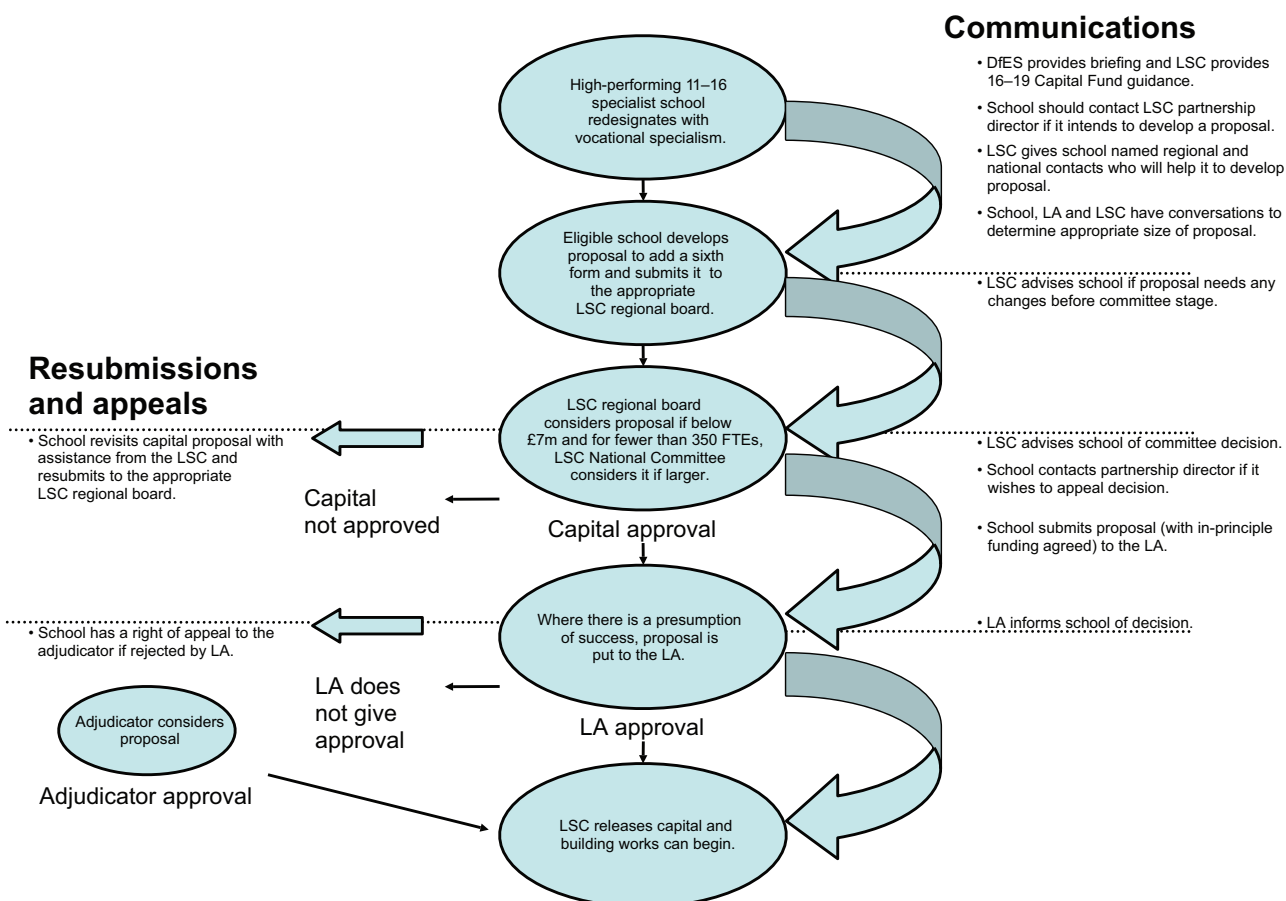 Communications
• DfES provides briefing and LSC provides
16–19 Capital Fund guidance.
• School should contact LSC partnership
director if it intends to develop a proposal.
• LSC gives school named regional and
national contacts who will help it to develop
proposal.
• School, LA and LSC have conversations to
determine appropriate size of proposal.
• LSC advises school if proposal needs any
changes before committee stage.
• LSC advises school of committee decision.
• School contacts partnership director if it
wishes to appeal decision.
• School submits proposal (with in-principle
funding agreed) to the LA.
• LA informs school of decision.
High-performing 11–16
specialist school
redesignates with
vocational specialism.
Eligible school develops
proposal to add a sixth
form and submits it to
the appropriate
LSC regional board.
LSC regional board
considers proposal if below
£7m and for fewer than 350 FTEs,
LSC National Committee
considers it if larger.
Capital approval
Where there is a presumption
of success, proposal is
put to the LA.
LA approval
LSC releases capital and
building works can begin.
Resubmissions
and appeals
• School revisits capital proposal with
assistance from the LSC and
resubmits to the appropriate
LSC regional board.
Capital
not approved
• School has a right of appeal to the
adjudicator if rejected by LA.
LA does
not give
approval
Adjudicator considers
proposal
Adjudicator approval